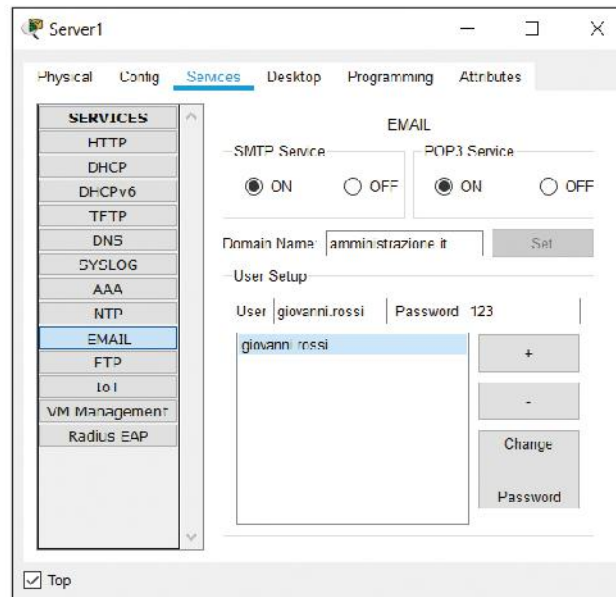 Server1
Physical Config Services Desktop Programming Attributes
SERVICES
HTTP
DHCP
DHCPv6
TFTP
DNS
SYSLOG
AAA
NTP
EMAIL
FTP
IoT
VM Management
Radius EAP
EMAIL
SMTP Service
ON OFF
POP3 Service
ON OFF
Domain Name: amministrazione.it Set
User Setup
User giovanni.rossi Password 123
giovanni.rossi
+
-
Change
Password
Top